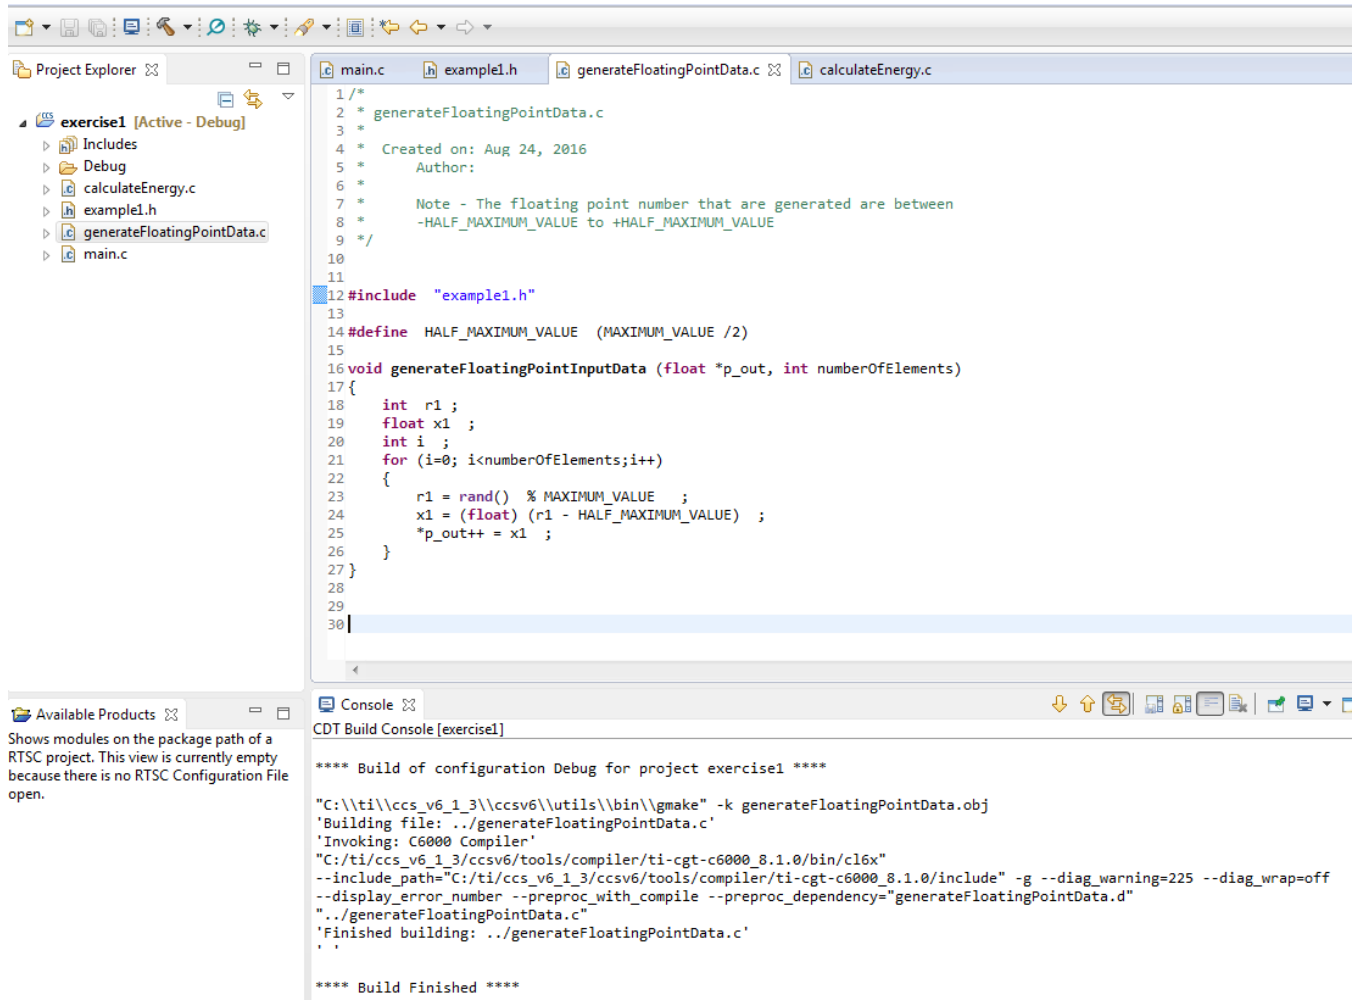 Project Explorer
exercise1 [Active - Debug]
Includes
Debug
calculateEnergy.c
example1.h
generateFloatingPointData.c
main.c
main.c
example1.h
generateFloatingPointData.c
calculateEnergy.c
1 /*
2  * generateFloatingPointData.c
3  *
4  *  Created on: Aug 24, 2016
5  *      Author:
6  *
7  *      Note - The floating point number that are generated are between
8  *      -HALF_MAXIMUM_VALUE to +HALF_MAXIMUM_VALUE
9  */
10
11
12 #include  "example1.h"
13
14 #define  HALF_MAXIMUM_VALUE  (MAXIMUM_VALUE /2)
15
16 void generateFloatingPointInputData (float *p_out, int numberOfElements)
17 {
18     int  r1 ;
19     float x1  ;
20     int i  ;
21     for (i=0; i<numberOfElements;i++)
22     {
23         r1 = rand()  % MAXIMUM_VALUE   ;
24         x1 = (float) (r1 - HALF_MAXIMUM_VALUE)  ;
25         *p_out++ = x1  ;
26     }
27 }
28
29
30
Available Products
Shows modules on the package path of a
RTSC project. This view is currently empty
because there is no RTSC Configuration File
open.
Console
CDT Build Console [exercise1]
**** Build of configuration Debug for project exercise1 ****
"C:\\ti\\ccs_v6_1_3\\ccsv6\\utils\\bin\\gmake" -k generateFloatingPointData.obj
'Building file: ../generateFloatingPointData.c'
'Invoking: C6000 Compiler'
"C:/ti/ccs_v6_1_3/ccsv6/tools/compiler/ti-cgt-c6000_8.1.0/bin/cl6x"
--include_path="C:/ti/ccs_v6_1_3/ccsv6/tools/compiler/ti-cgt-c6000_8.1.0/include" -g --diag_warning=225 --diag_wrap=off
--display_error_number --preproc_with_compile --preproc_dependency="generateFloatingPointData.d"
"../generateFloatingPointData.c"
'Finished building: ../generateFloatingPointData.c'
' '
**** Build Finished ****